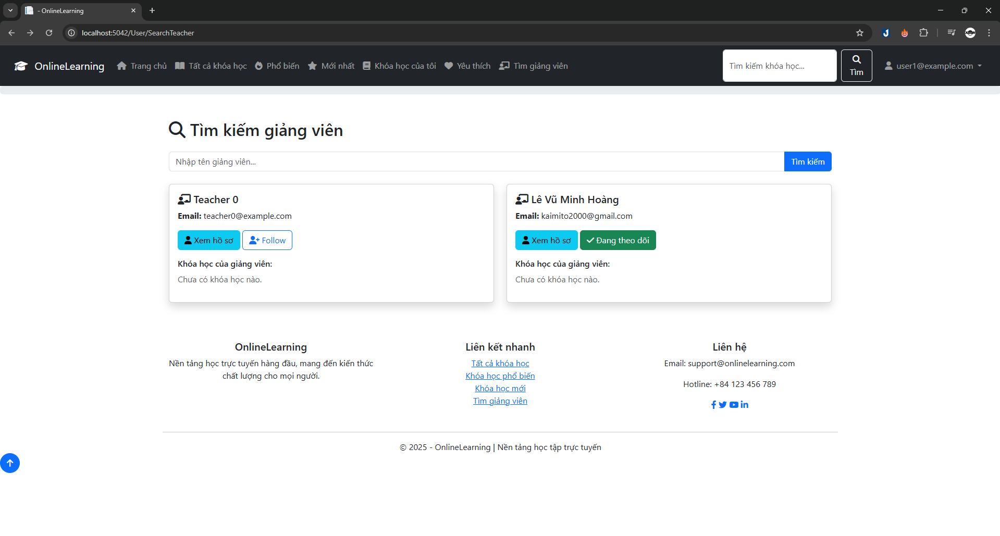 - OnlineLearning
localhost:5042/User/SearchTeacher
OnlineLearning Trang chủ Tất cả khóa học Phổ biến Mới nhất Khóa học của tôi Yêu thích Tìm giảng viên Tìm kiếm khóa học... Tìm user1@example.com
Tìm kiếm giảng viên
Nhập tên giảng viên... Tìm kiếm
Teacher 0
Email: teacher0@example.com
Xem hồ sơ Follow
Khóa học của giảng viên:
Chưa có khóa học nào.
Lê Vũ Minh Hoàng
Email: kaimito2000@gmail.com
Xem hồ sơ Đang theo dõi
Khóa học của giảng viên:
Chưa có khóa học nào.
OnlineLearning
Nền tảng học trực tuyến hàng đầu, mang đến kiến thức
chất lượng cho mọi người.
Liên kết nhanh
Tất cả khóa học
Khóa học phổ biến
Khóa học mới
Tìm giảng viên
Liên hệ
Email: support@onlinelearning.com
Hotline: +84 123 456 789
© 2025 - OnlineLearning | Nền tảng học tập trực tuyến